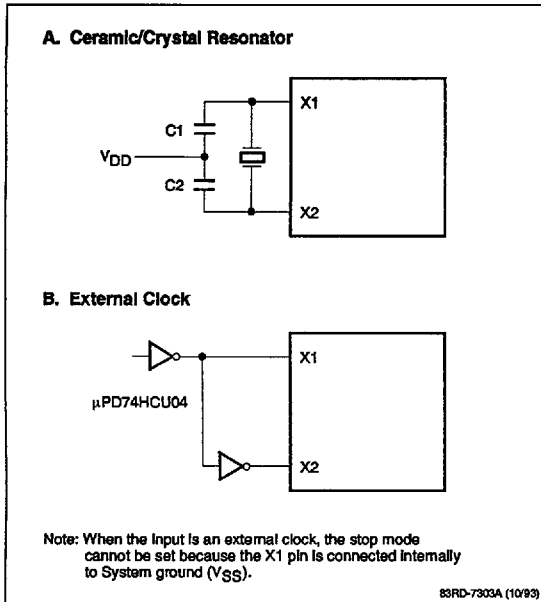 A. Ceramic/Crystal Resonator
X1
C1
VDD
C2
X2
B. External Clock
X1
μPD74HCU04
X2
Note: When the input is an external clock, the stop mode
cannot be set because the X1 pin is connected internally
to System ground (VSS).
83RD-7303A (10/93)